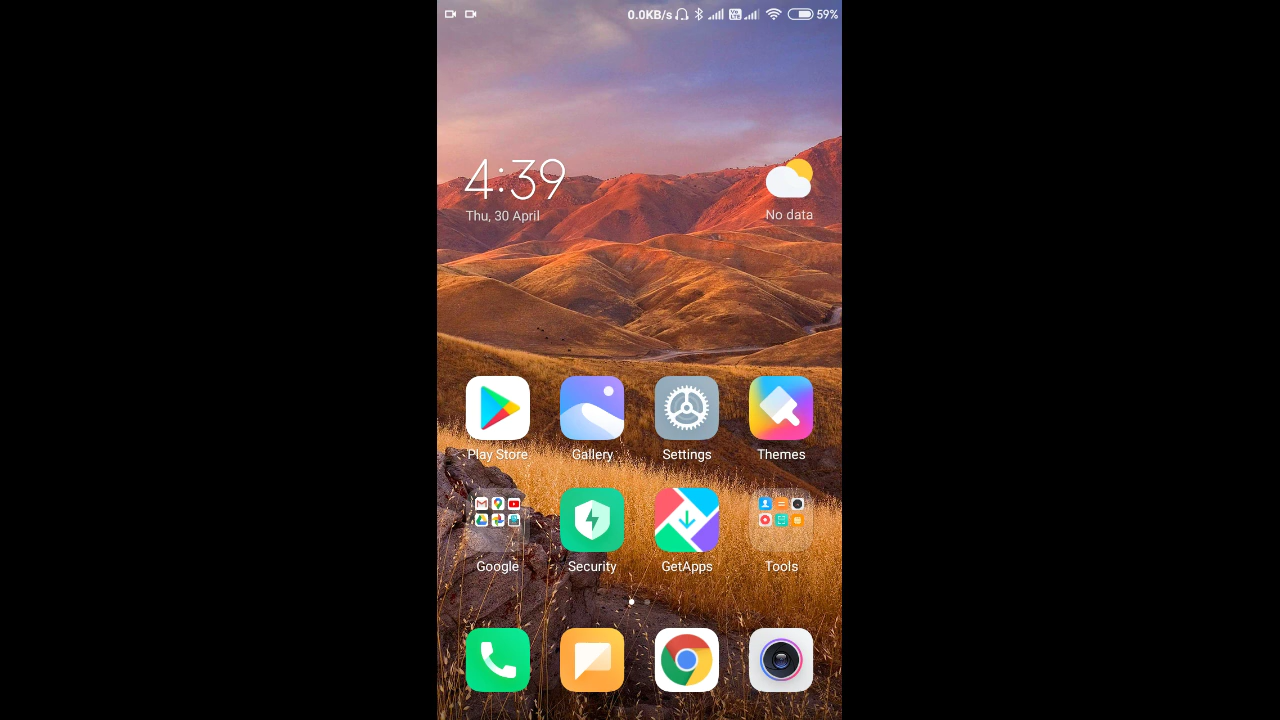 0.0KB/s 59%
4:39
Thu, 30 April
No data
Play Store Gallery Settings Themes
Google Security GetApps Tools